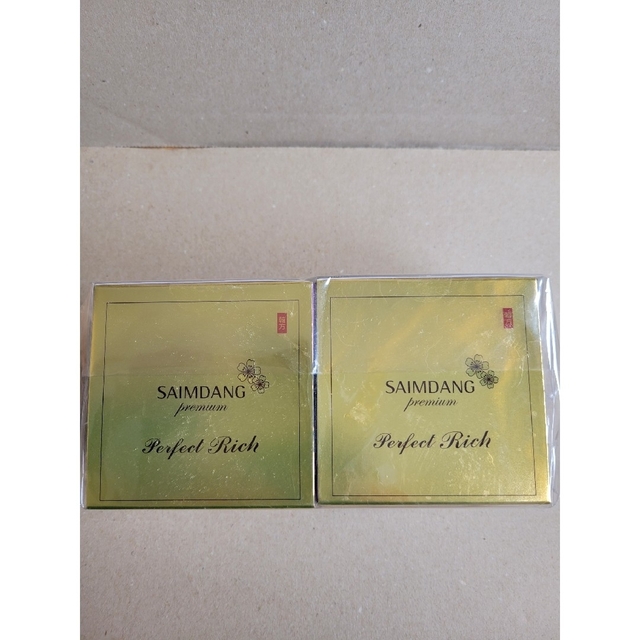 SAIMDANG
premium
Perfect Rich
SAIMDANG
premium
Perfect Rich